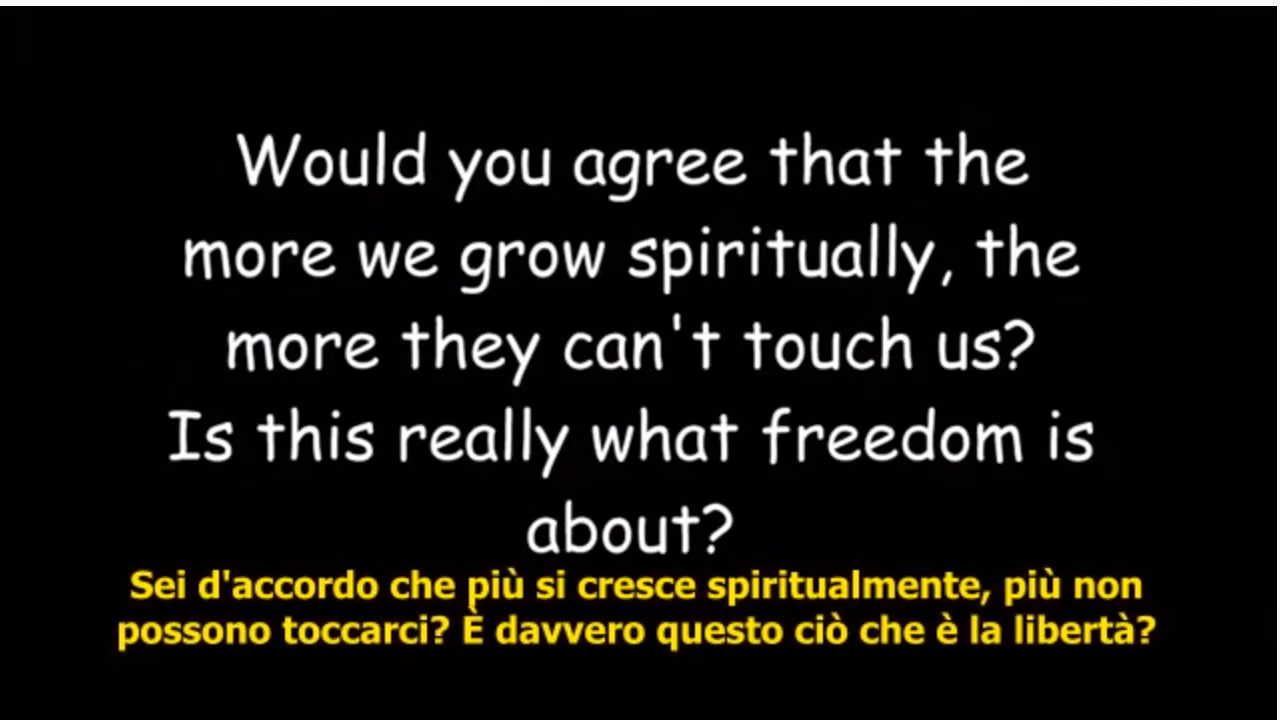 Would you agree that the
more we grow spiritually, the
more they can't touch us?
Is this really what freedom is
about?
Sei d'accordo che più si cresce spiritualmente, più non
possono toccarci? È davvero questo ciò che è la libertà?